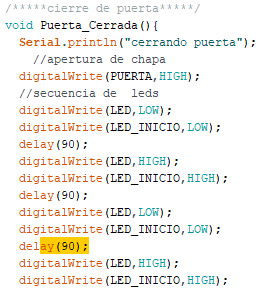 /*****cierre de puerta*****/
void Puerta_Cerrada(){
Serial.println("cerrando puerta");
//apertura de chapa
digitalWrite(PUERTA,HIGH);
//secuencia de  leds
digitalWrite(LED,LOW);
digitalWrite(LED_INICIO,LOW);
delay(90);
digitalWrite(LED,HIGH);
digitalWrite(LED_INICIO,HIGH);
delay(90);
digitalWrite(LED,LOW);
digitalWrite(LED_INICIO,LOW);
delay(90);
digitalWrite(LED,HIGH);
digitalWrite(LED_INICIO,HIGH);